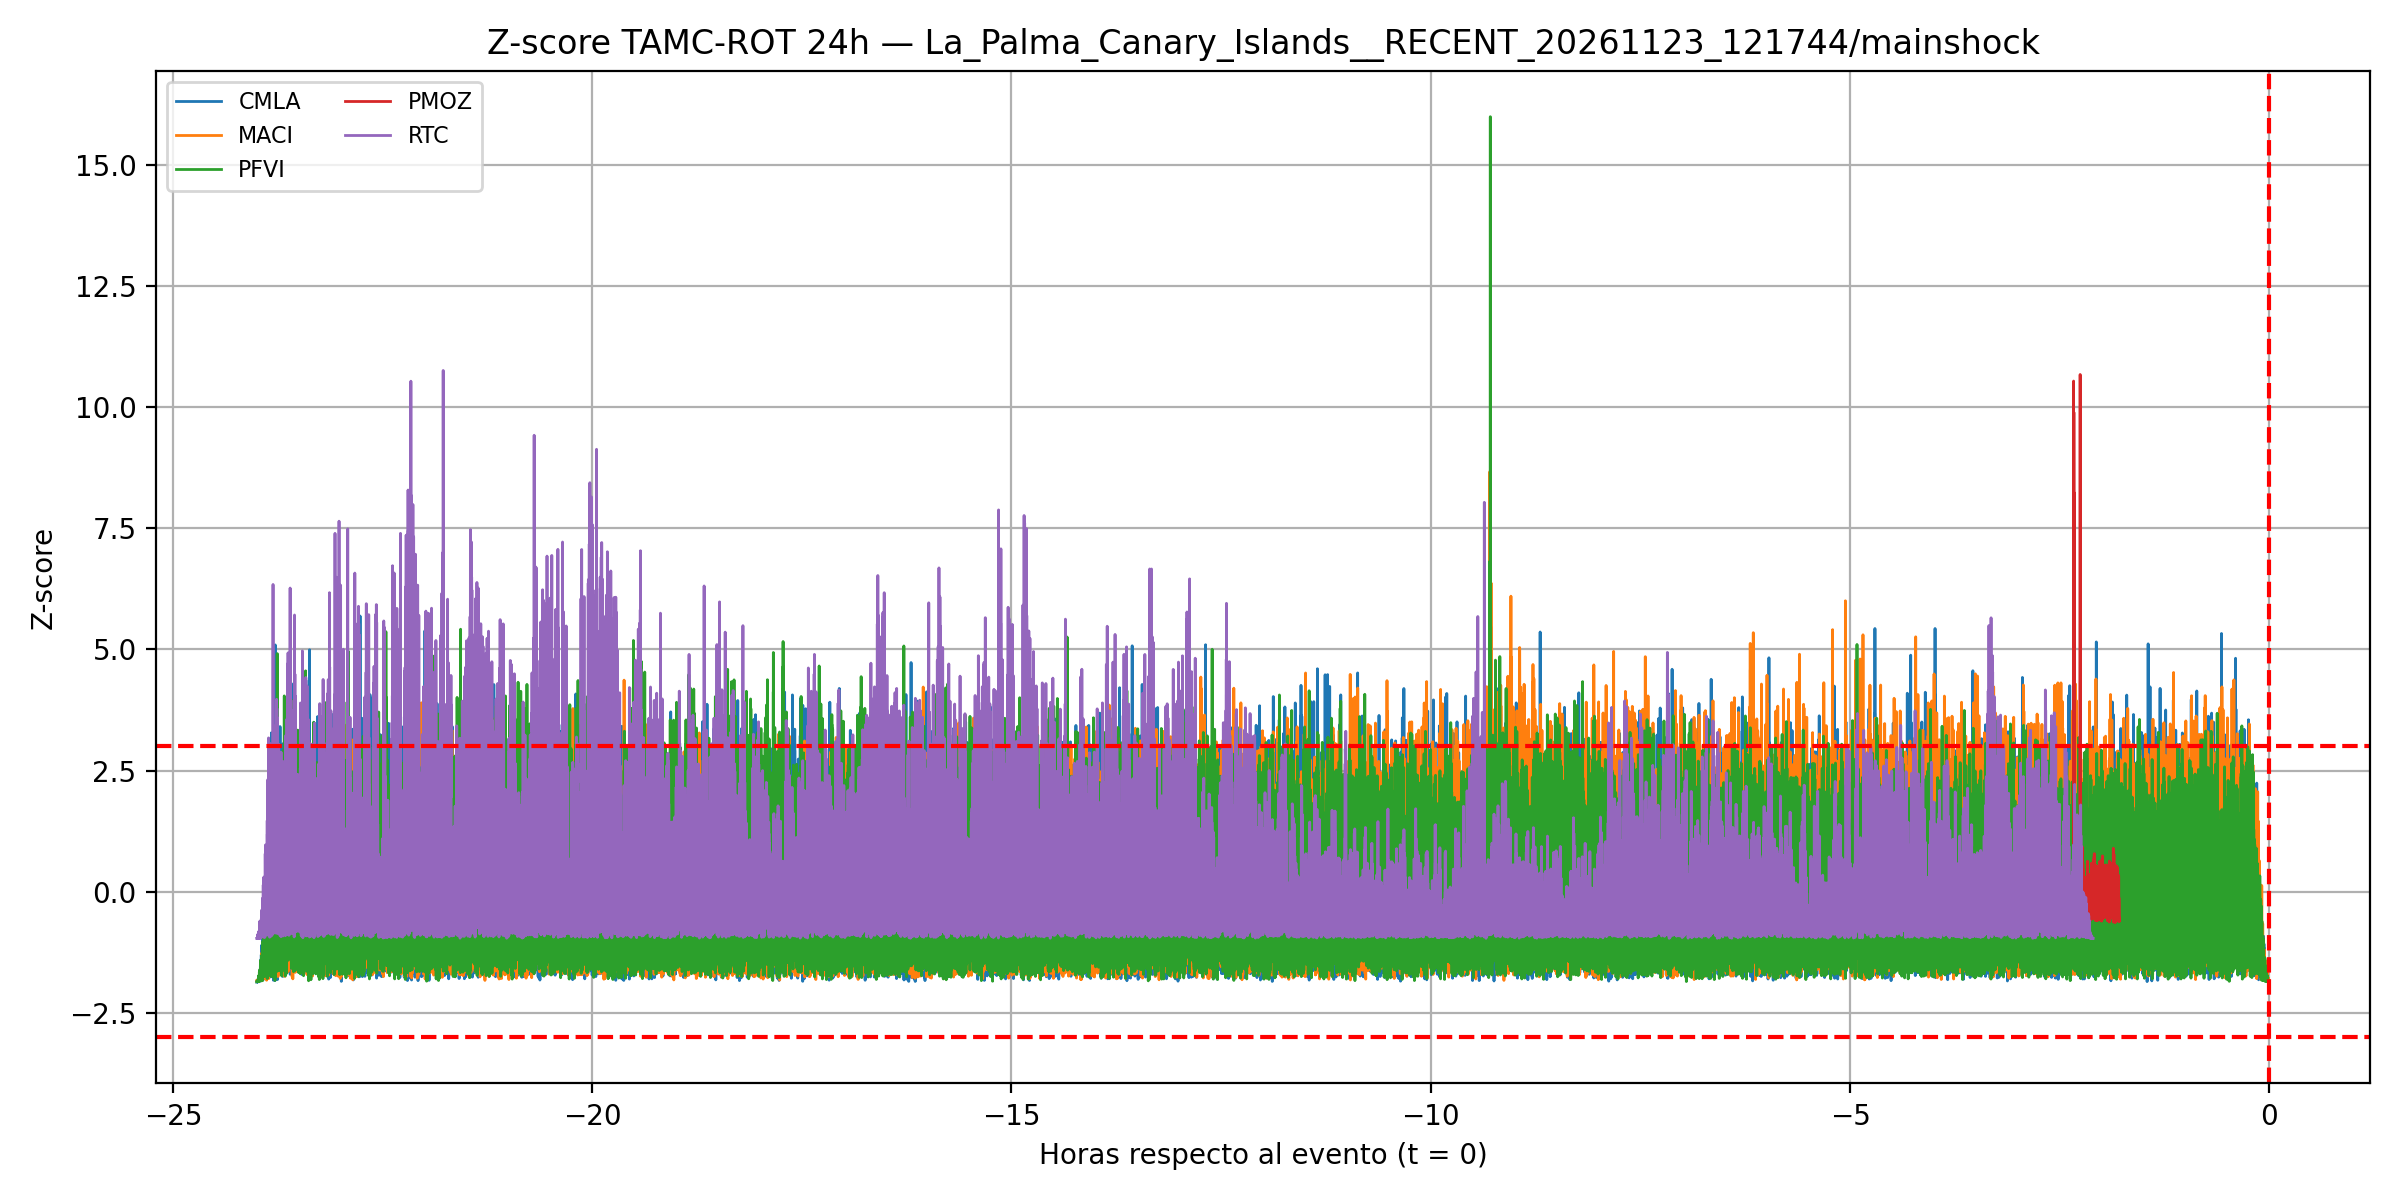 Z-score TAMC-ROT 24h — La_Palma_Canary_Islands__RECENT_20261123_121744/mainshock
CMLA
MACI
PFVI
PMOZ
RTC
15.0
12.5
10.0
7.5
5.0
2.5
0.0
−2.5
Z-score
−25
−20
−15
−10
−5
0
Horas respecto al evento (t = 0)